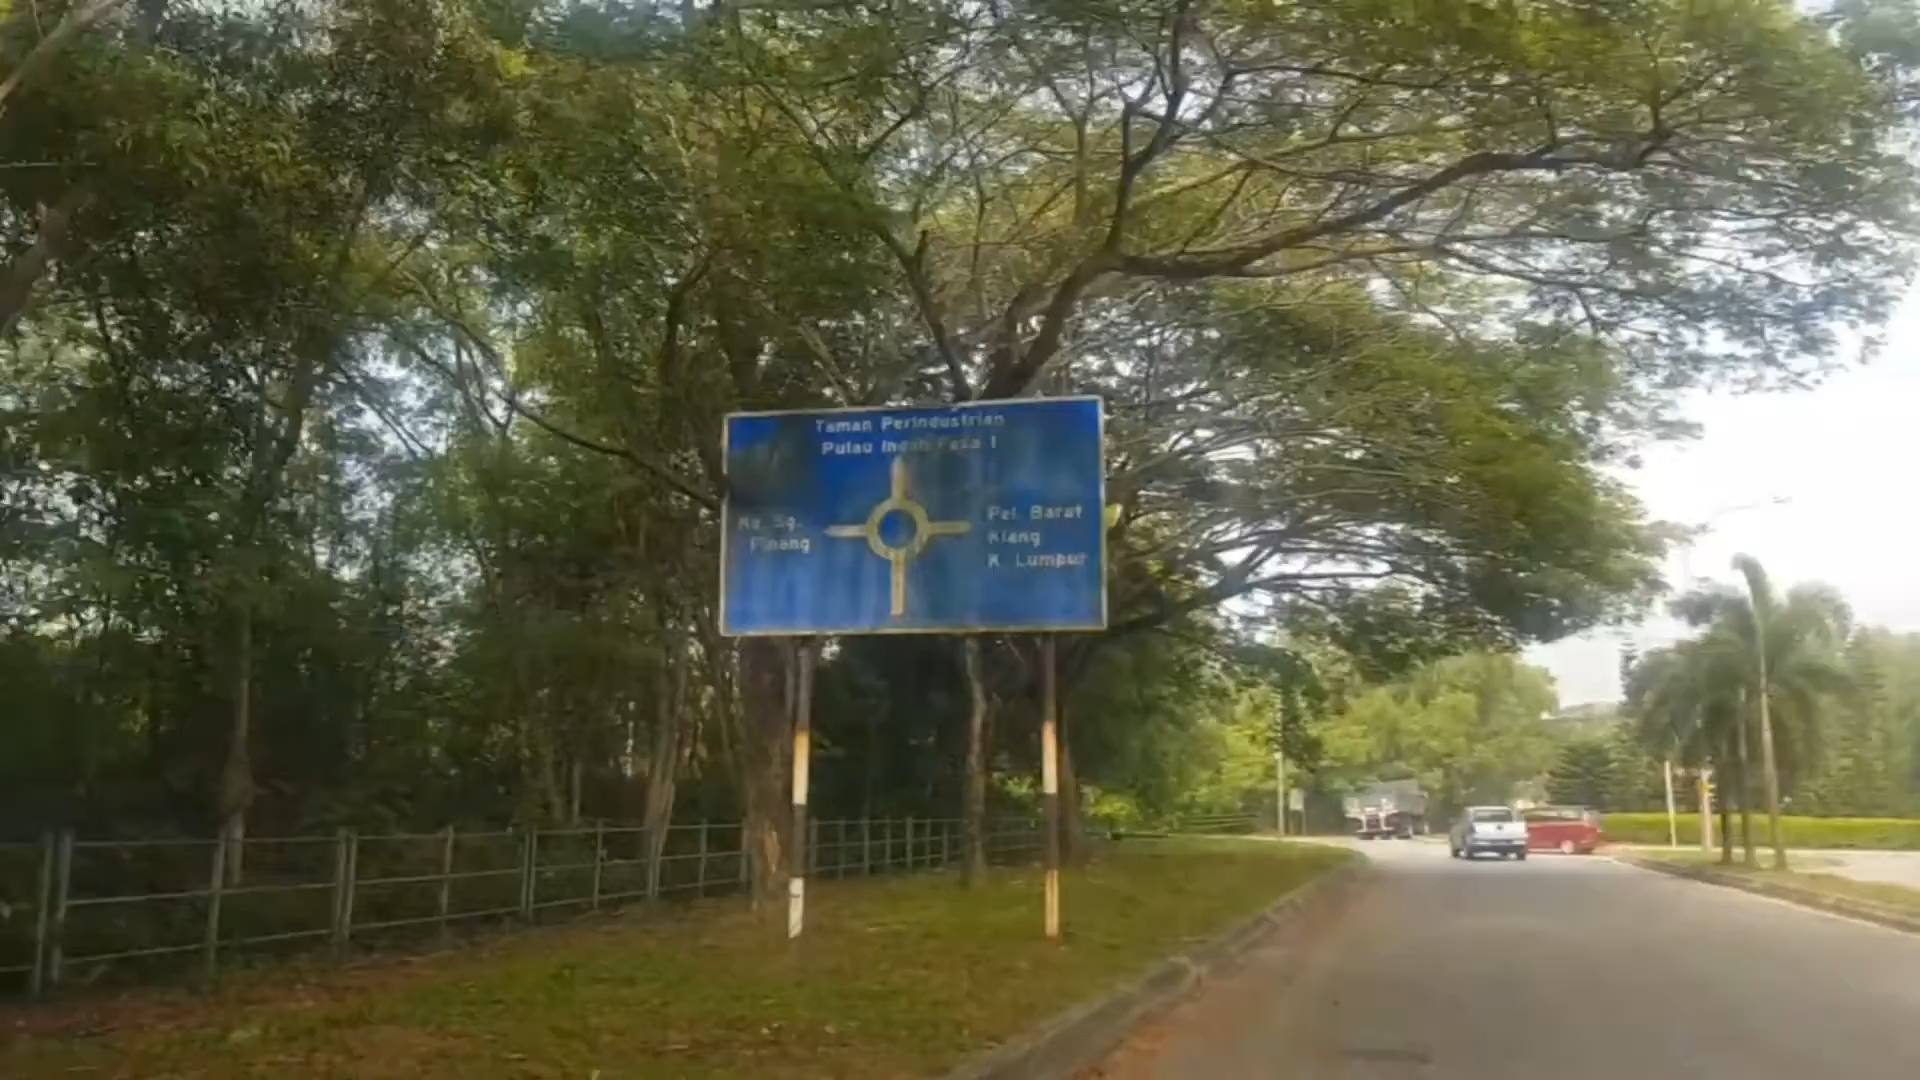 Taman Perindustrian
Pulau Indah Fasa 1
Kg. Sg.
Pinang
Pel. Barat
Klang
K. Lumpur